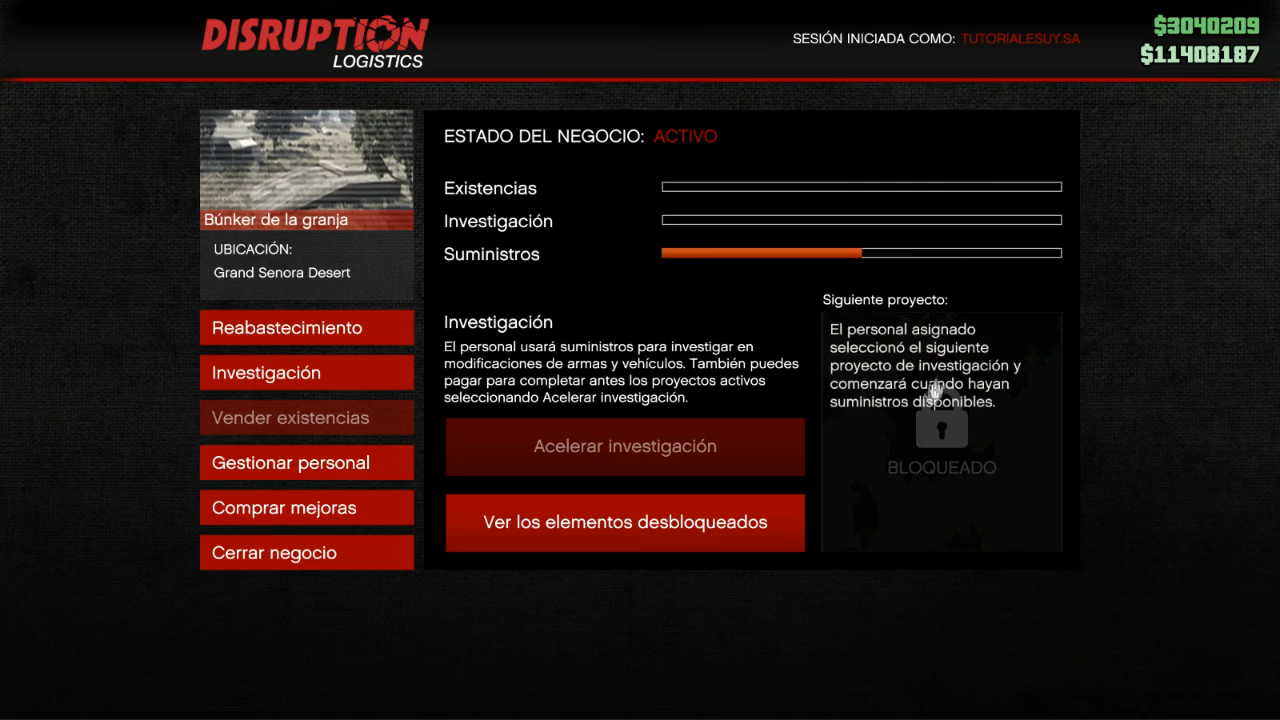 DISRUPTION
LOGISTICS
SESIÓN INICIADA COMO: TUTORIALESUY.SA
$3040209
$11408187
Búnker de la granja
UBICACIÓN:
Grand Senora Desert
Reabastecimiento
Investigación
Vender existencias
Gestionar personal
Comprar mejoras
Cerrar negocio
ESTADO DEL NEGOCIO: ACTIVO
Existencias
Investigación
Suministros
Investigación
El personal usará suministros para investigar en
modificaciones de armas y vehículos. También puedes
pagar para completar antes los proyectos activos
seleccionando Acelerar investigación.
Acelerar investigación
Ver los elementos desbloqueados
Siguiente proyecto:
El personal asignado
seleccionó el siguiente
proyecto de investigación y
comenzará cuando hayan
suministros disponibles.
BLOQUEADO